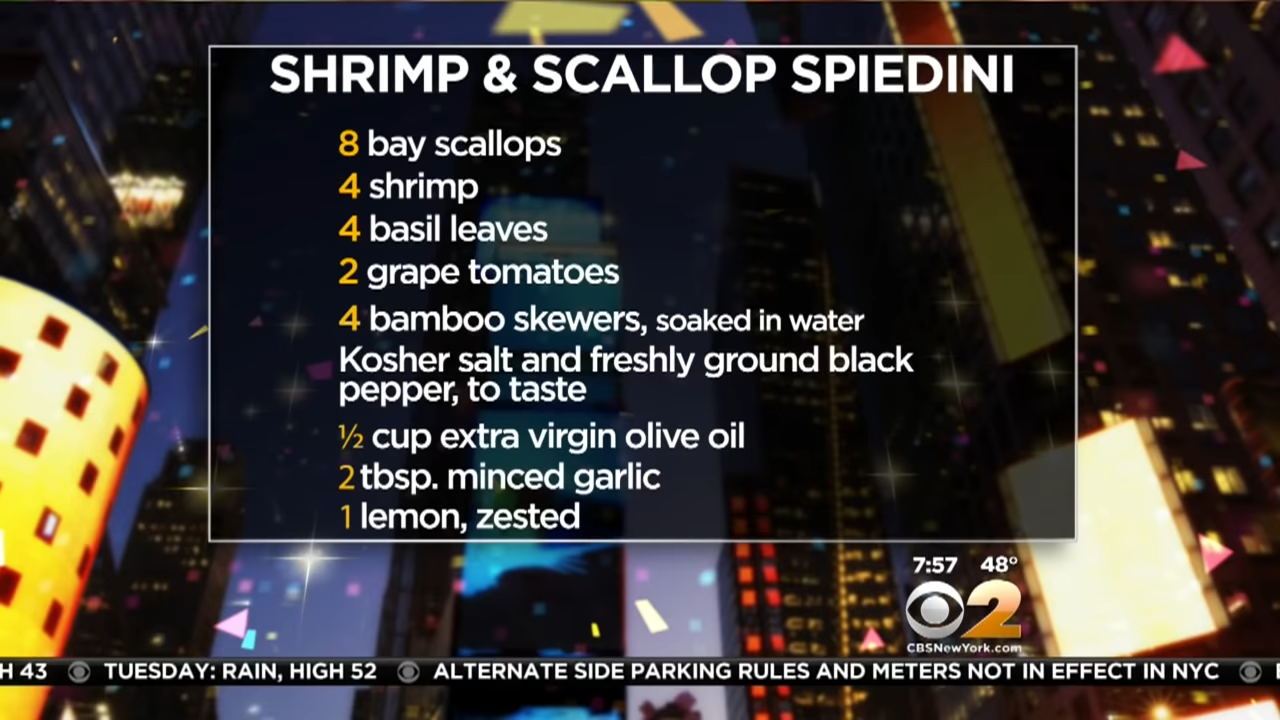 SHRIMP & SCALLOP SPIEDINI
8 bay scallops
4 shrimp
4 basil leaves
2 grape tomatoes
4 bamboo skewers, soaked in water
Kosher salt and freshly ground black
pepper, to taste
½ cup extra virgin olive oil
2 tbsp. minced garlic
1 lemon, zested
7:57 48°
2
CBSNewYork.com
H 43 TUESDAY: RAIN, HIGH 52 ALTERNATE SIDE PARKING RULES AND METERS NOT IN EFFECT IN NYC